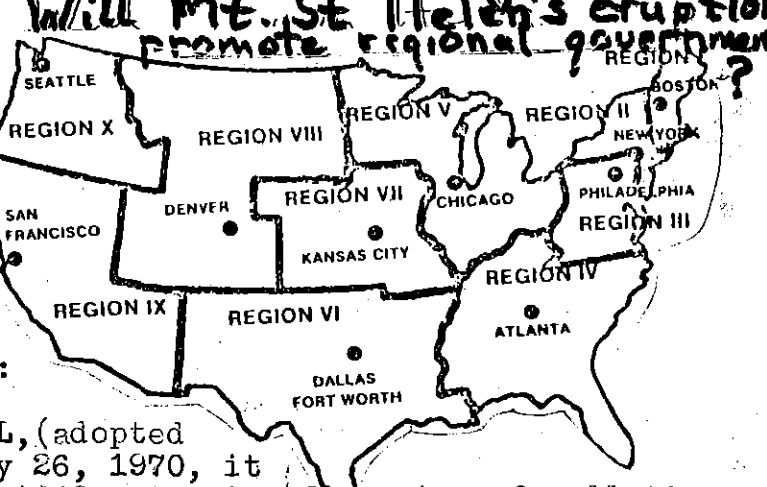 Will Mt. St Helen's eruption
promote regional government
?
REGION I
SEATTLE
BOSTON
REGION X
REGION VIII
REGION V
REGION II
NEW YORK
DENVER
REGION VII
CHICAGO
PHILADELPHIA
SAN
FRANCISCO
KANSAS CITY
REGION III
REGION IV
REGION IX
REGION VI
ATLANTA
DALLAS
FORT WORTH
:
L,(adopted
y 26, 1970, it